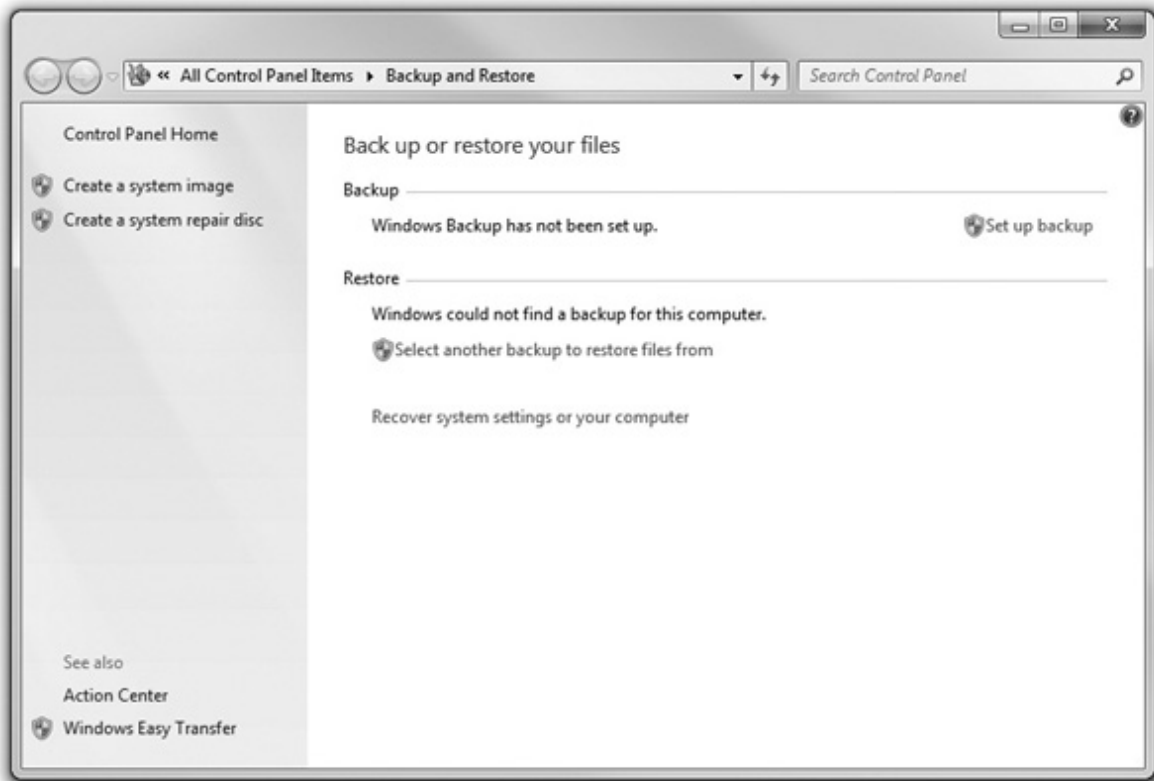 « All Control Panel Items ▸ Backup and Restore
Search Control Panel
Control Panel Home
Create a system image
Create a system repair disc
See also
Action Center
Windows Easy Transfer
Back up or restore your files
Backup
Windows Backup has not been set up.
Set up backup
Restore
Windows could not find a backup for this computer.
Select another backup to restore files from
Recover system settings or your computer